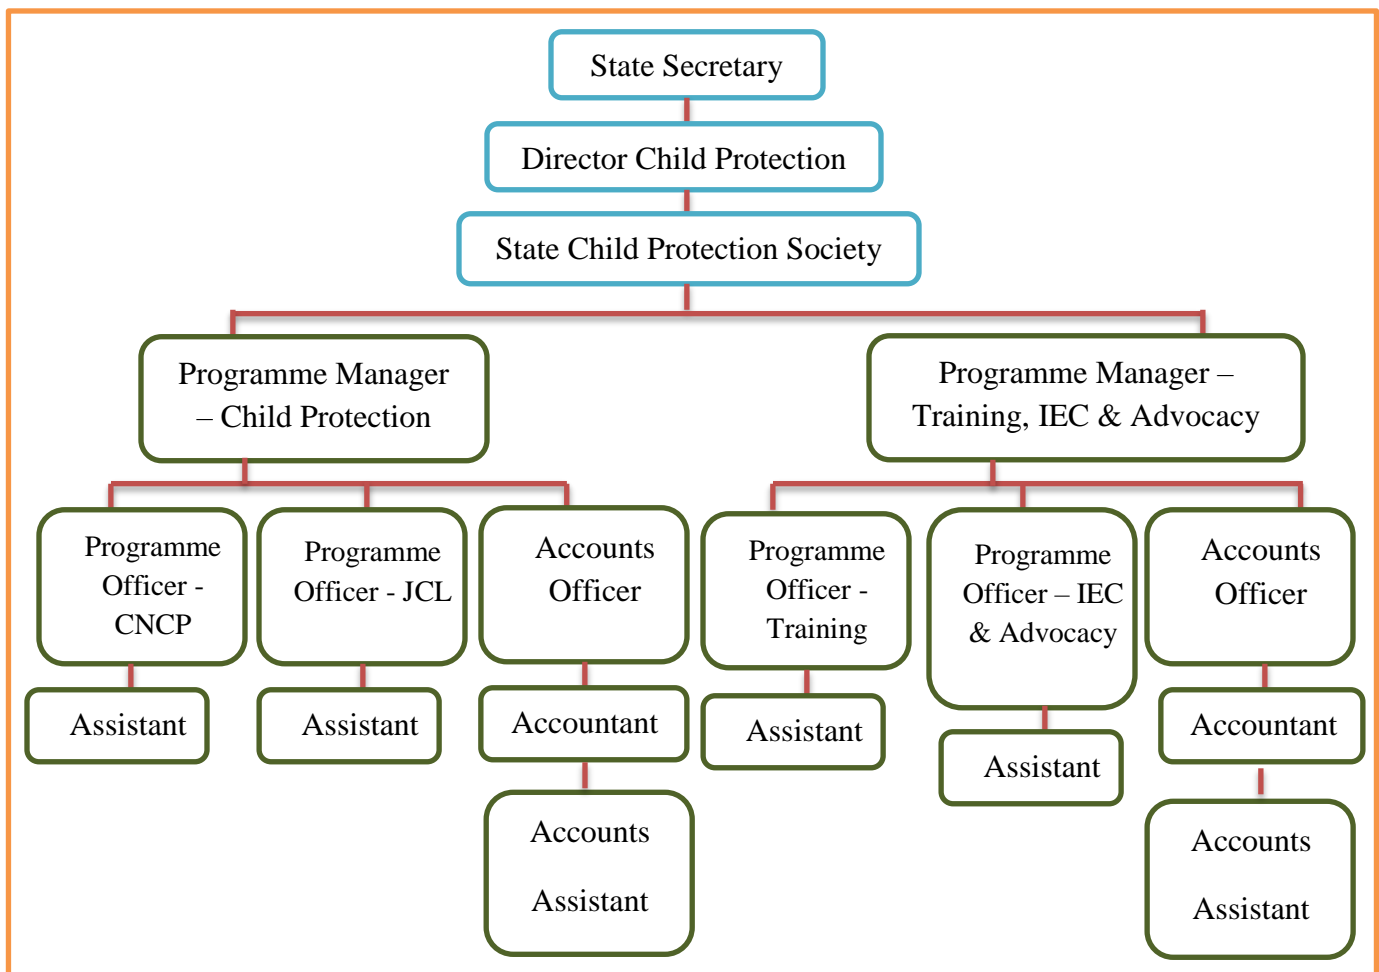 State Secretary
Director Child Protection
State Child Protection Society
Programme Manager
– Child Protection
Programme Manager –
Training, IEC & Advocacy
Programme
Officer -
CNCP
Programme
Officer - JCL
Accounts
Officer
Programme
Officer -
Training
Programme
Officer – IEC
& Advocacy
Accounts
Officer
Assistant
Assistant
Accountant
Assistant
Assistant
Accountant
Accounts
Assistant
Accounts
Assistant